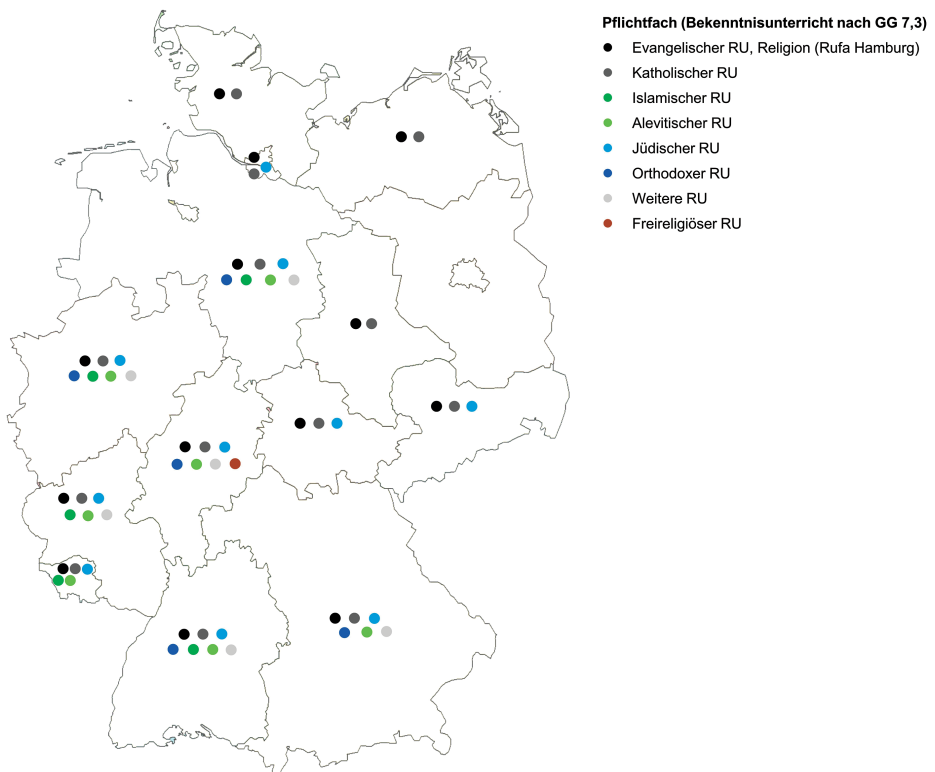 Pflichtfach (Bekenntnisunterricht nach GG 7,3)
Evangelischer RU, Religion (Rufa Hamburg)
Katholischer RU
Islamischer RU
Alevitischer RU
Jüdischer RU
Orthodoxer RU
Weitere RU
Freireligiöser RU